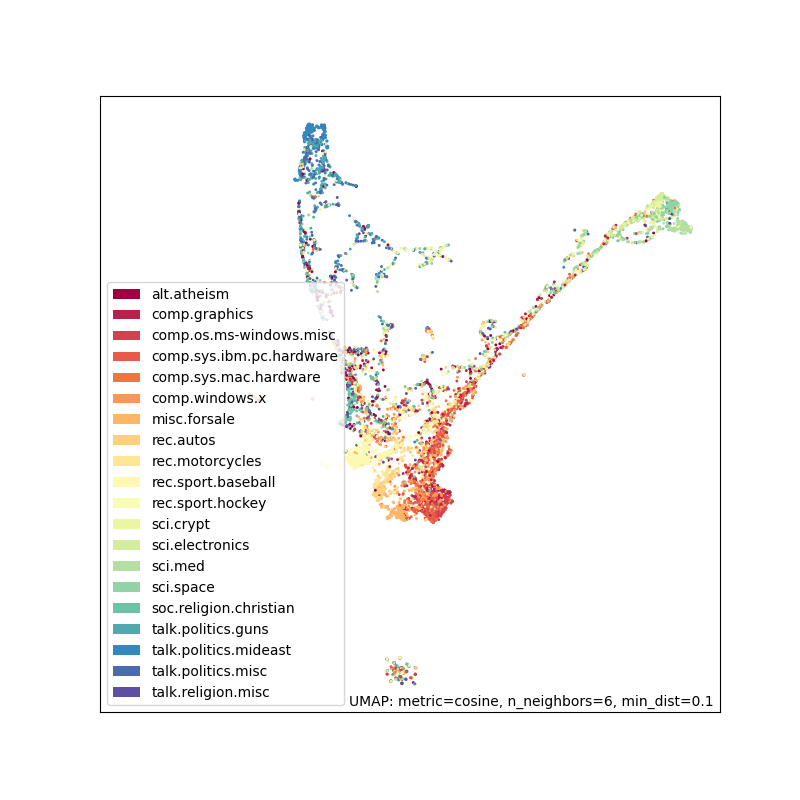 alt.atheism
comp.graphics
comp.os.ms-windows.misc
comp.sys.ibm.pc.hardware
comp.sys.mac.hardware
comp.windows.x
misc.forsale
rec.autos
rec.motorcycles
rec.sport.baseball
rec.sport.hockey
sci.crypt
sci.electronics
sci.med
sci.space
soc.religion.christian
talk.politics.guns
talk.politics.mideast
talk.politics.misc
talk.religion.misc
UMAP: metric=cosine, n_neighbors=6, min_dist=0.1